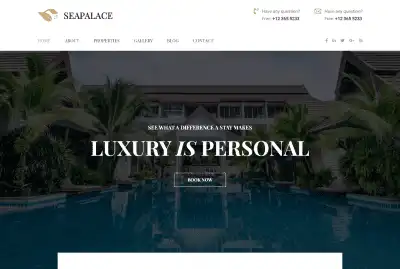 SEAPALACE
Have any question?
Free: +12 365 5233
Have any question?
Free: +12 365 5233
HOME ABOUT PROPERTIES GALLERY BLOG CONTACT
SEE WHAT A DIFFERENCE A STAY MAKES
LUXURY IS PERSONAL
BOOK NOW